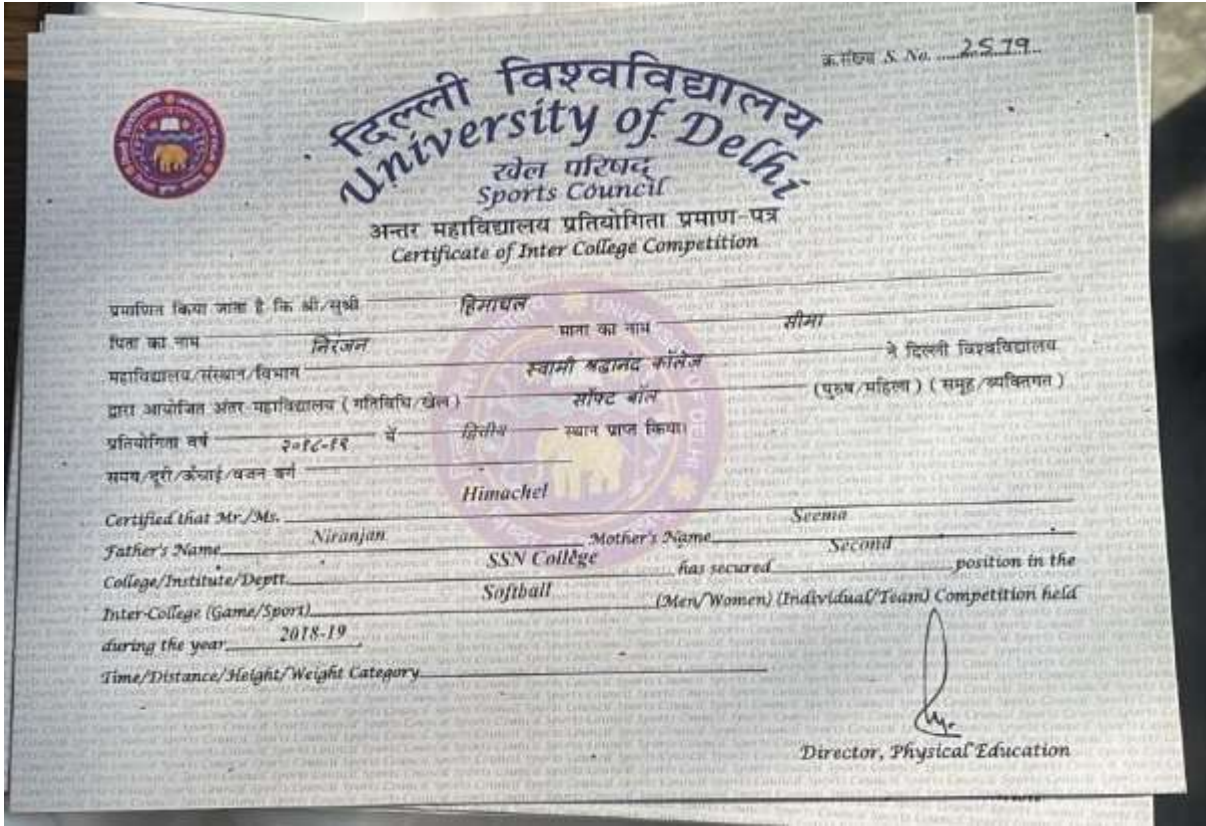 क्र.संख्या S. No. 2579
दिल्ली विश्वविद्यालय
University of Delhi
खेल परिषद्
Sports Council
अन्तर महाविद्यालय प्रतियोगिता प्रमाण-पत्र
Certificate of Inter College Competition
प्रमाणित किया जाता है कि श्री/सुश्री हिमाचल
पिता का नाम निरंजन माता का नाम सीमा
महाविद्यालय/संस्थान/विभाग स्वामी श्रद्धानंद कॉलेज ने दिल्ली विश्वविद्यालय
द्वारा आयोजित अंतर महाविद्यालय (गतिविधि/खेल) सॉफ्ट बॉल (पुरुष/महिला) (समूह/व्यक्तिगत)
प्रतियोगिता वर्ष २०१८-१९ में द्वितीय स्थान प्राप्त किया।
समय/दूरी/ऊँचाई/वजन वर्ग
Certified that Mr./Ms. Himachel
Father's Name Niranjan Mother's Name Seema
College/Institute/Deptt. SSN College has secured Second position in the
Inter-College (Game/Sport) Softball (Men/Women) (Individual/Team) Competition held
during the year 2018-19
Time/Distance/Height/Weight Category
Director, Physical Education